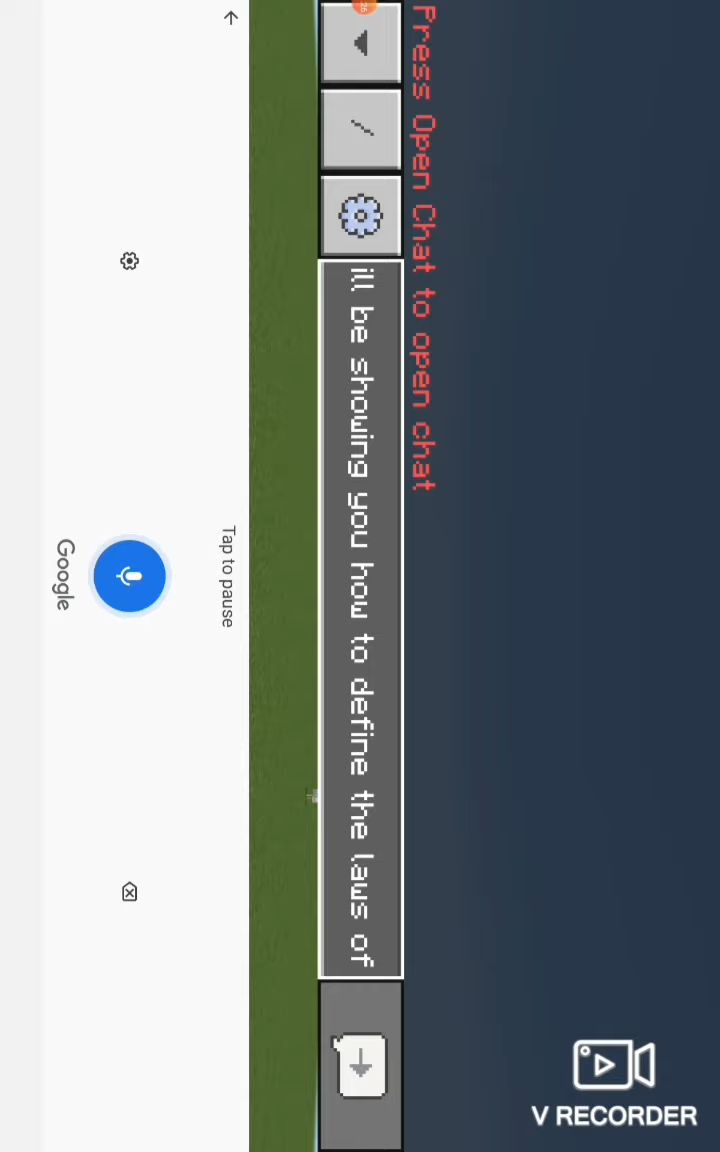 Press Open Chat to open chat
/
ill be showing you how to define the laws of
Tap to pause
Google
V RECORDER